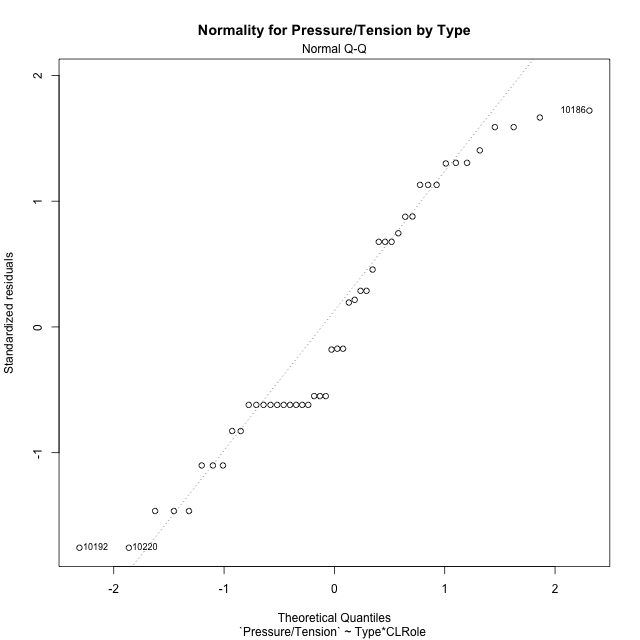 Normality for Pressure/Tension by Type
Normal Q-Q
2
1
0
-1
Standardized residuals
10186
10192
10220
-2
-1
0
1
2
Theoretical Quantiles
`Pressure/Tension` ~ Type*CLRole